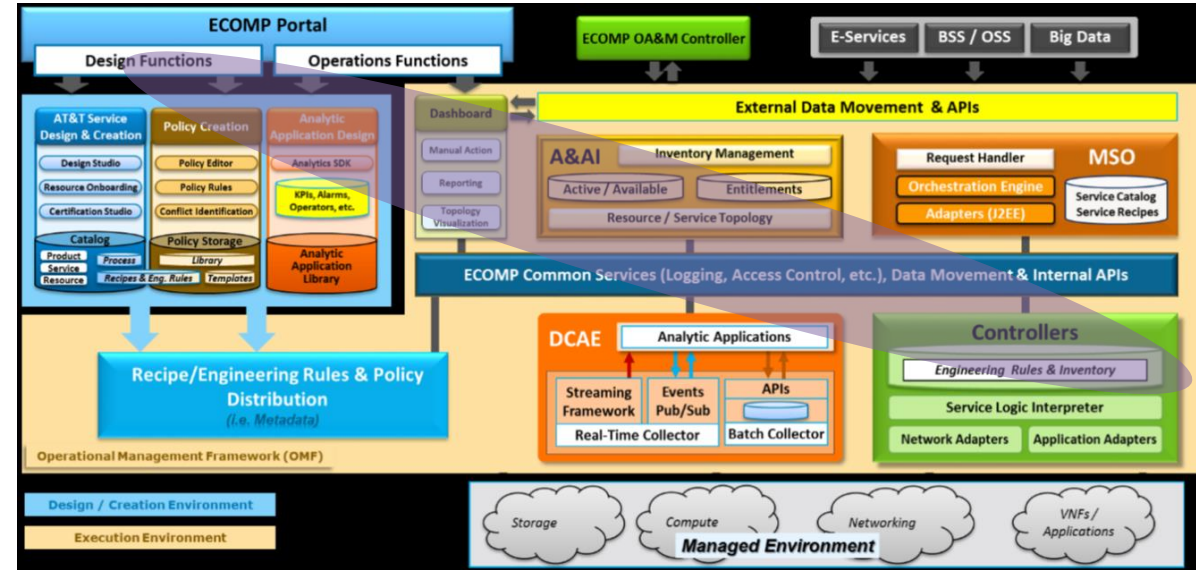 ECOMP Portal
Design Functions
Operations Functions
ECOMP OA&M Controller
E-Services
BSS / OSS
Big Data
AT&T Service
Design & Creation
Design Studio
Resource Onboarding
Certification Studio
Catalog
Product
Service
Resource
Process
Recipes & Eng. Rules
Policy Creation
Policy Editor
Policy Rules
Conflict Identification
Policy Storage
Library
Templates
Analytic
Application Design
Analytics SDK
KPIs, Alarms,
Operators, etc.
Analytic
Application
Library
Dashboard
Manual Action
Reporting
Topology
Visualization
External Data Movement & APIs
A&AI
Inventory Management
Active / Available
Entitlements
Resource / Service Topology
Request Handler
MSO
Orchestration Engine
Adapters (J2EE)
Service Catalog
Service Recipes
ECOMP Common Services (Logging, Access Control, etc.), Data Movement & Internal APIs
Recipe/Engineering Rules & Policy
Distribution
(i.e. Metadata)
DCAE
Analytic Applications
Streaming
Framework
Events
Pub/Sub
APIs
Real-Time Collector
Batch Collector
Controllers
Engineering Rules & Inventory
Service Logic Interpreter
Network Adapters
Application Adapters
Operational Management Framework (OMF)
Design / Creation Environment
Execution Environment
Storage
Compute
Networking
VNFs /
Applications
Managed Environment